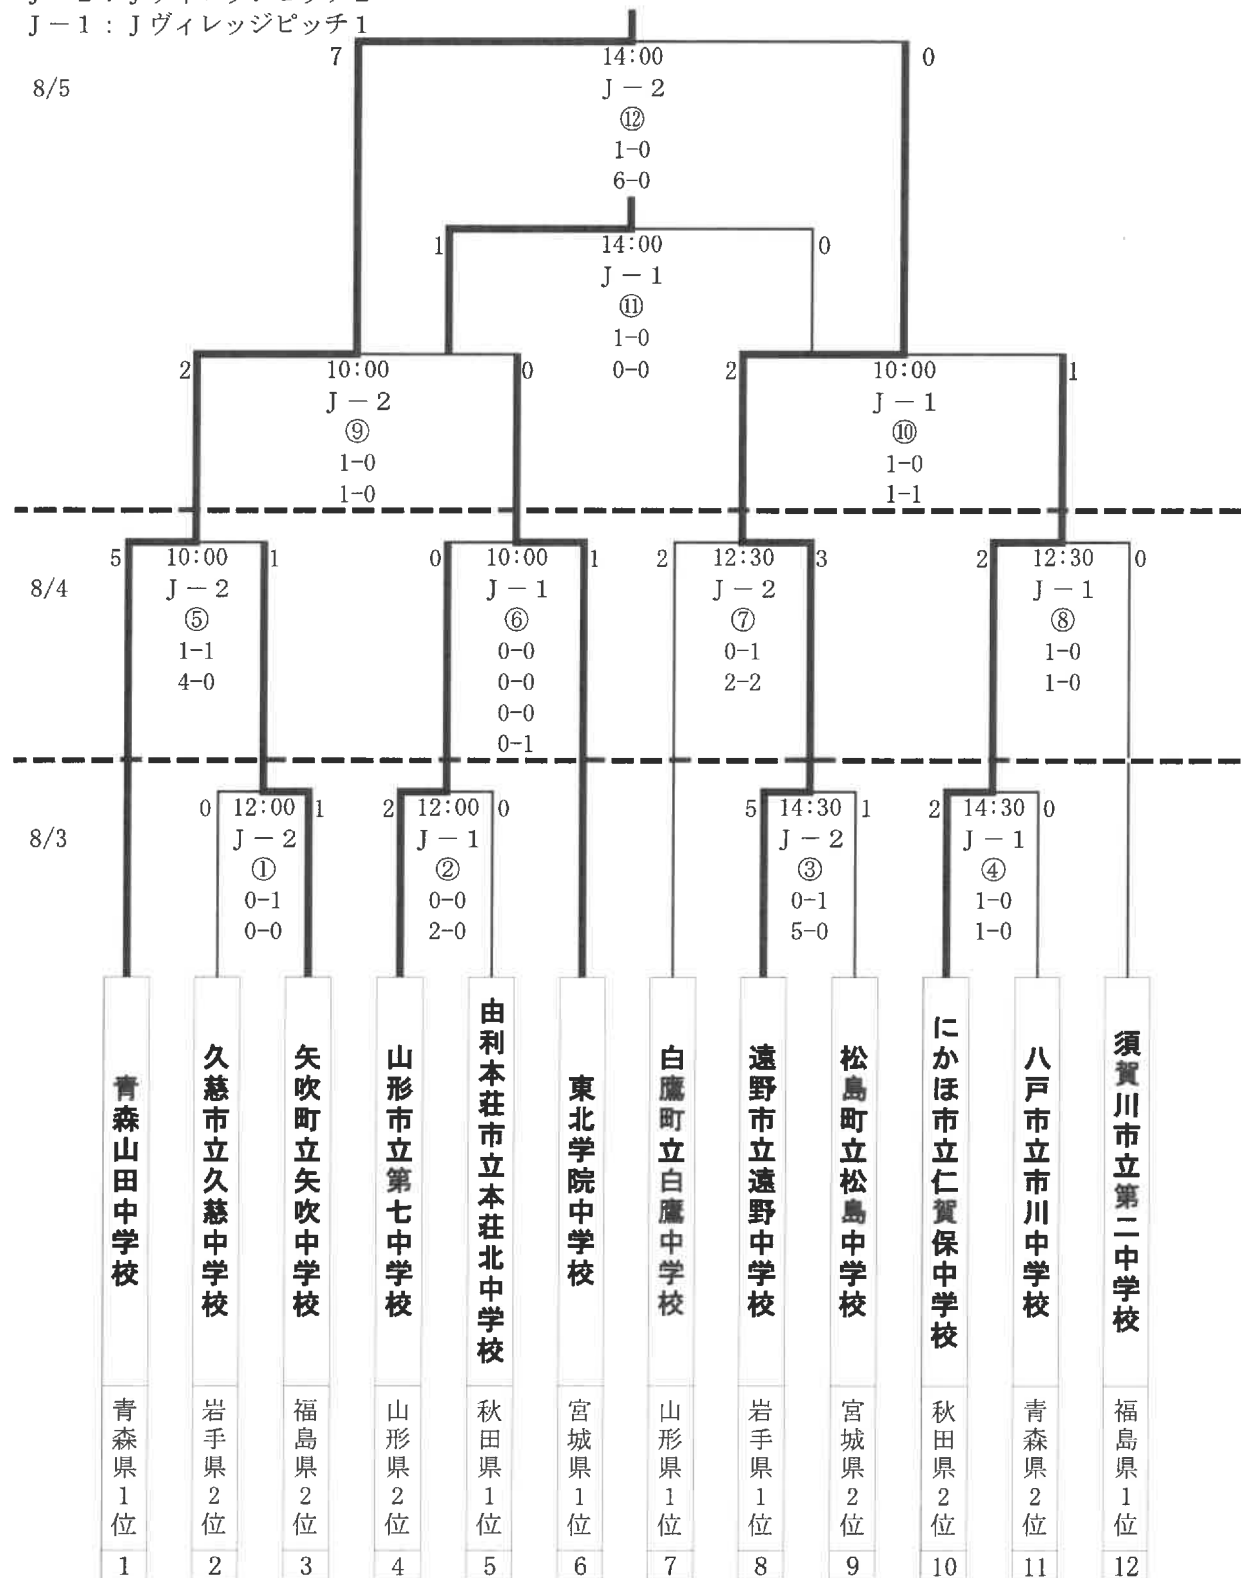 J－1：Jヴィレッジピッチ1
7
14:00
0
8/5
J－2
⑫
1-0
6-0
1
14:00
0
J－1
⑪
1-0
0-0
2
10:00
0
J－2
⑨
1-0
1-0
2
10:00
1
J－1
⑩
1-0
1-1
8/4
5
10:00
1
J－2
⑤
1-1
4-0
0
10:00
1
J－1
⑥
0-0
0-0
0-0
0-1
2
12:30
3
J－2
⑦
0-1
2-2
2
12:30
0
J－1
⑧
1-0
1-0
8/3
0
12:00
1
J－2
①
0-1
0-0
2
12:00
0
J－1
②
0-0
2-0
5
14:30
1
J－2
③
0-1
5-0
2
14:30
0
J－1
④
1-0
1-0
青森山田中学校
青森県1位
1
久慈市立久慈中学校
岩手県2位
2
矢吹町立矢吹中学校
福島県2位
3
山形市立第七中学校
山形県2位
4
由利本荘市立本荘北中学校
秋田県1位
5
東北学院中学校
宮城県1位
6
白鷹町立白鷹中学校
山形県1位
7
遠野市立遠野中学校
岩手県1位
8
松島町立松島中学校
宮城県2位
9
にかほ市立仁賀保中学校
秋田県2位
10
八戸市立市川中学校
青森県2位
11
須賀川市立第二中学校
福島県1位
12